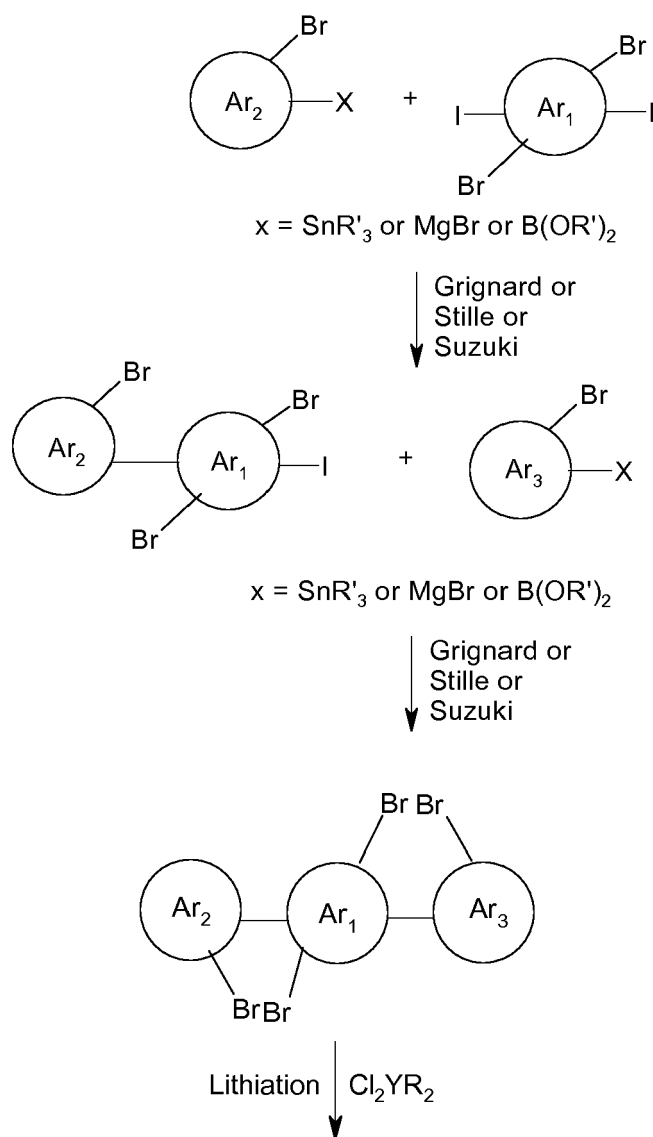 Br
Br
Ar₂
X
+
I
Ar₁
I
Br
x = SnR'₃ or MgBr or B(OR')₂
Grignard or
Stille or
Suzuki
Br
Br
Br
Ar₂
Ar₁
I
+
Ar₃
X
Br
x = SnR'₃ or MgBr or B(OR')₂
Grignard or
Stille or
Suzuki
Br Br
Ar₂
Ar₁
Ar₃
Br Br
Lithiation Cl₂YR₂